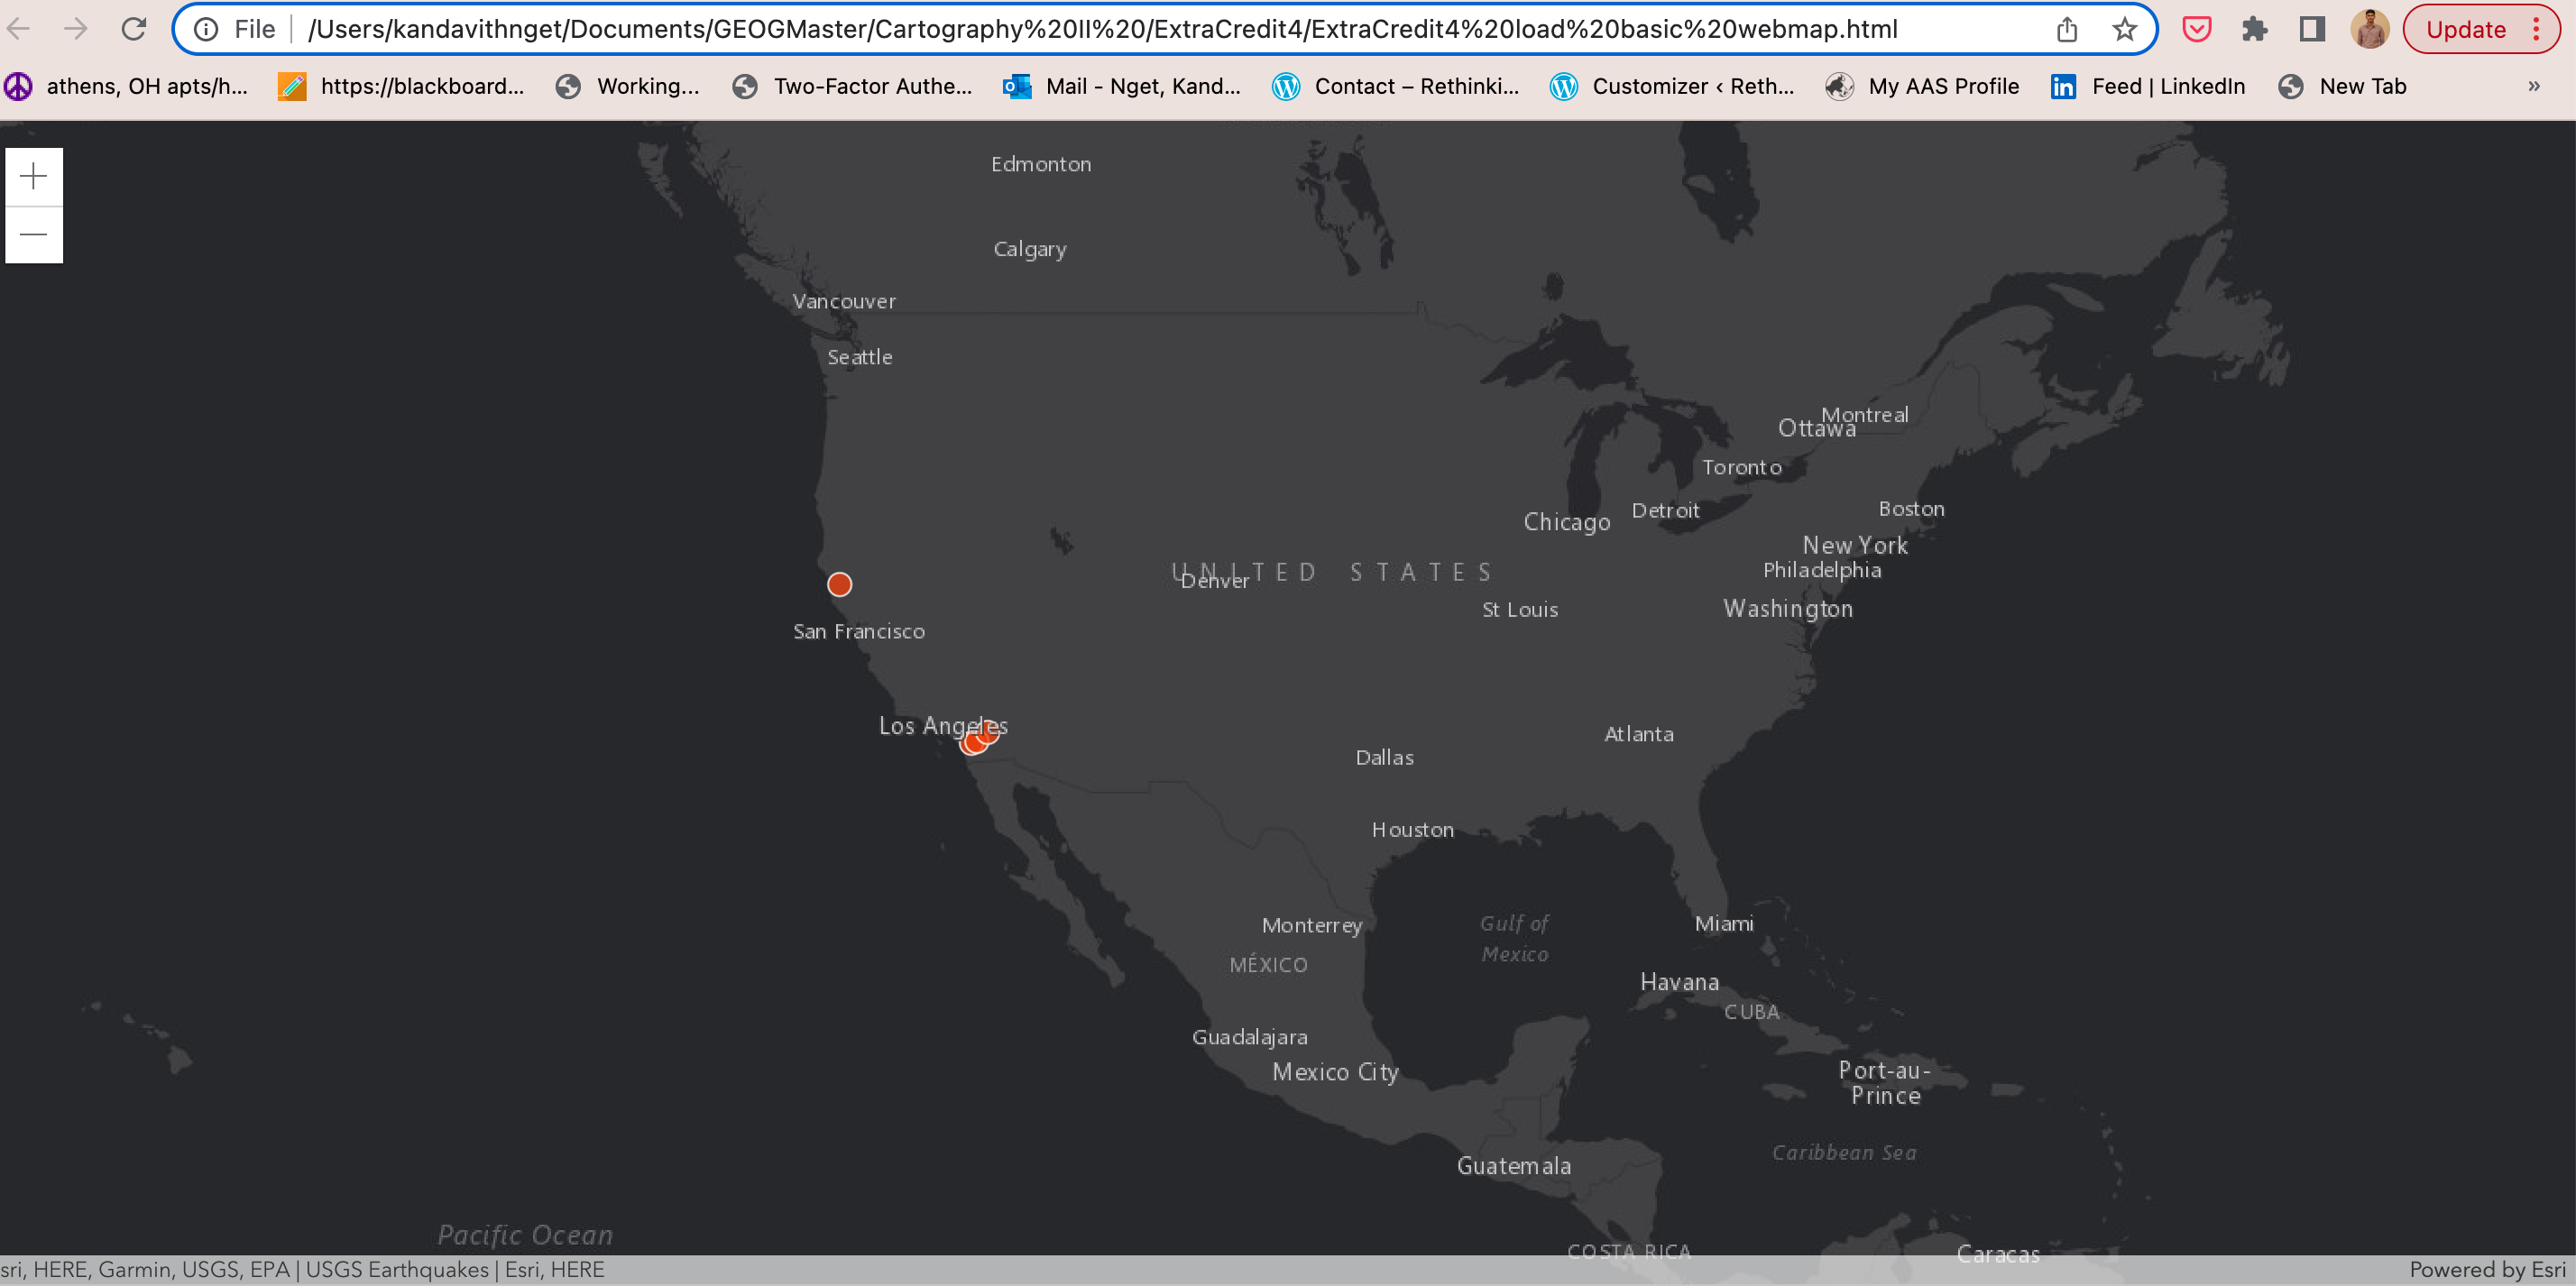 File /Users/kandavithnget/Documents/GEOGMaster/Cartography%20II%20/ExtraCredit4/ExtraCredit4%20load%20basic%20webmap.html
Update
athens, OH apts/h...
https://blackboard...
Working...
Two-Factor Authe...
Mail - Nget, Kand...
Contact – Rethinki...
Customizer ‹ Reth...
My AAS Profile
Feed | LinkedIn
New Tab
»
Edmonton
Calgary
Vancouver
Seattle
Montreal
Ottawa
Toronto
Boston
Detroit
Chicago
New York
UNITED STATES
Philadelphia
Denver
Washington
St Louis
San Francisco
Los Angeles
Atlanta
Dallas
Houston
Monterrey
Gulf of
Mexico
Miami
MÉXICO
Havana
CUBA
Guadalajara
Mexico City
Port-au-
Prince
Caribbean Sea
Guatemala
Pacific Ocean
COSTA RICA
Caracas
sri, HERE, Garmin, USGS, EPA | USGS Earthquakes | Esri, HERE
Powered by Esri